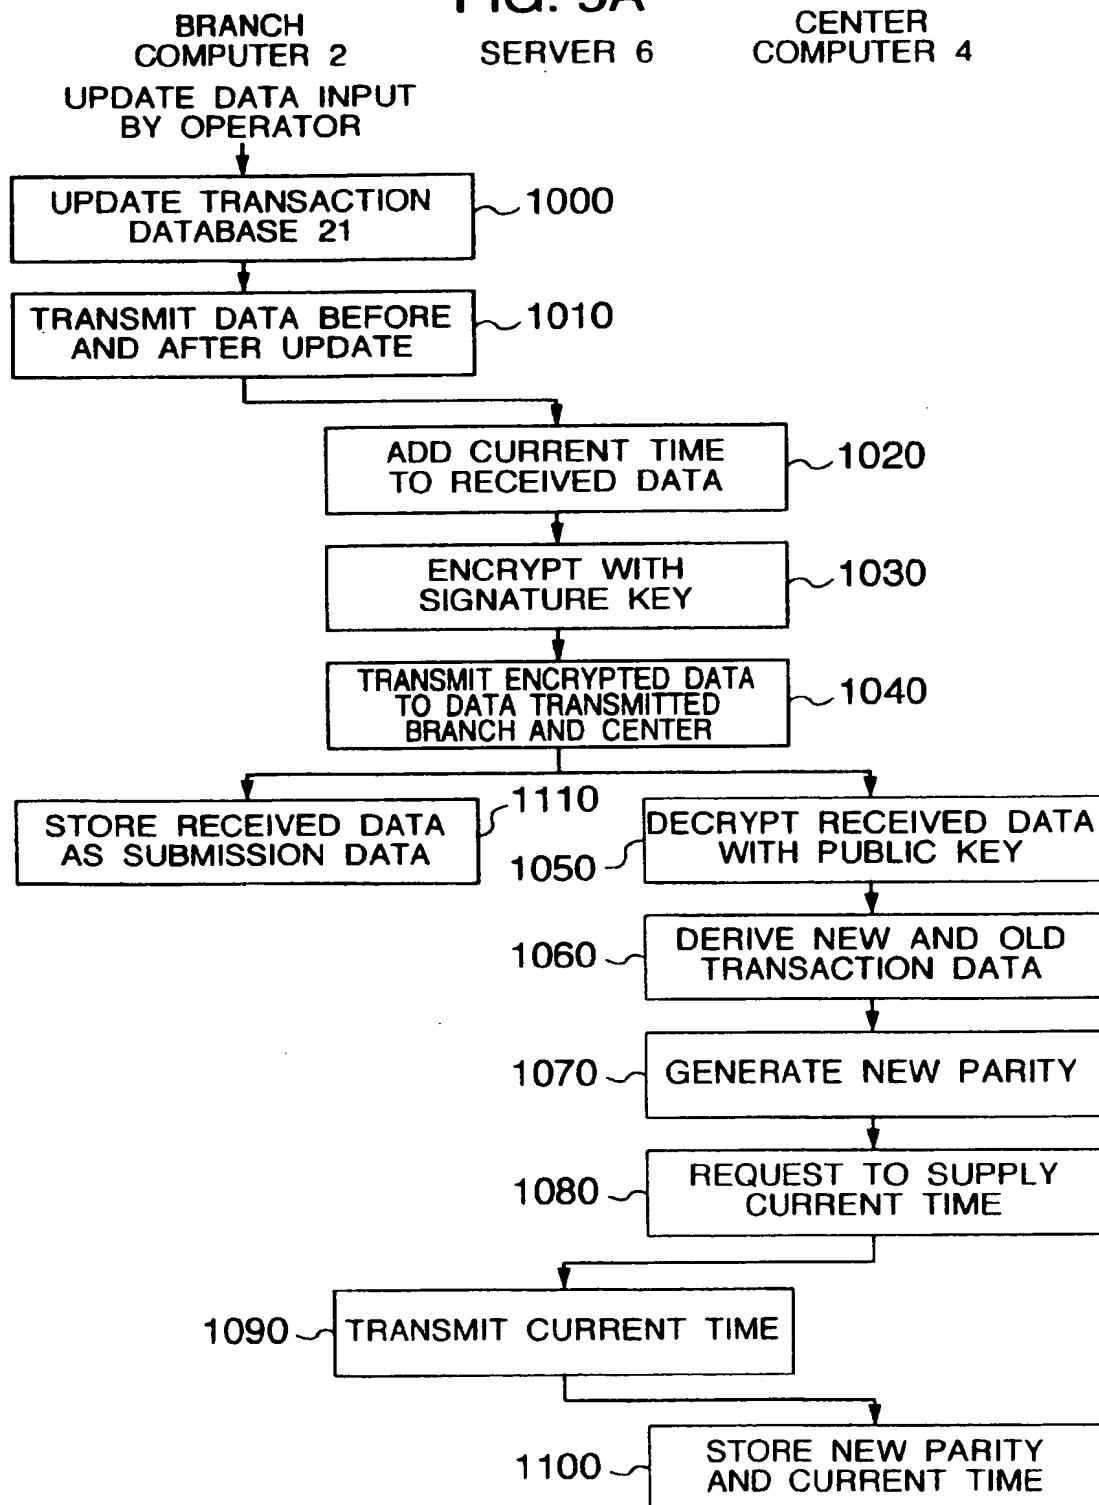 FIG. 5A
BRANCH
COMPUTER 2
SERVER 6
CENTER
COMPUTER 4
UPDATE DATA INPUT
BY OPERATOR
UPDATE TRANSACTION
DATABASE 21
1000
TRANSMIT DATA BEFORE
AND AFTER UPDATE
1010
ADD CURRENT TIME
TO RECEIVED DATA
1020
ENCRYPT WITH
SIGNATURE KEY
1030
TRANSMIT ENCRYPTED DATA
TO DATA TRANSMITTED
BRANCH AND CENTER
1040
STORE RECEIVED DATA
AS SUBMISSION DATA
1110
DECRYPT RECEIVED DATA
WITH PUBLIC KEY
1050
DERIVE NEW AND OLD
TRANSACTION DATA
1060
GENERATE NEW PARITY
1070
REQUEST TO SUPPLY
CURRENT TIME
1080
TRANSMIT CURRENT TIME
1090
STORE NEW PARITY
AND CURRENT TIME
1100